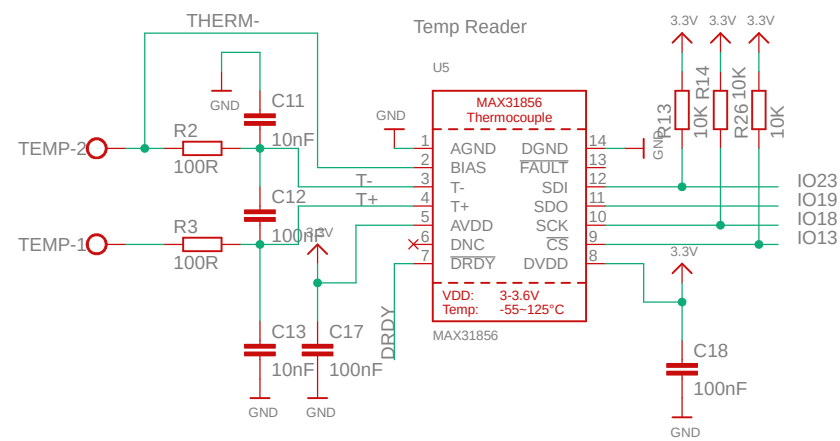 THERM-
Temp Reader
3.3V
3.3V
3.3V
U5
GND
C11
10nF
GND
MAX31856
Thermocouple
R13
10K
R14
10K
R26
10K
TEMP-2
R2
100R
1
AGND
DGND
14
GND
2
BIAS
FAULT
13
T-
3
T-
SDI
12
IO23
C12
100nF
T+
4
T+
SDO
11
IO19
5
AVDD
SCK
10
IO18
TEMP-1
R3
100R
3.3V
6
DNC
CS
9
IO13
7
DRDY
DVDD
8
3.3V
VDD: 3-3.6V
Temp: -55~125°C
MAX31856
DRDY
C13
10nF
C17
100nF
C18
100nF
GND
GND
GND